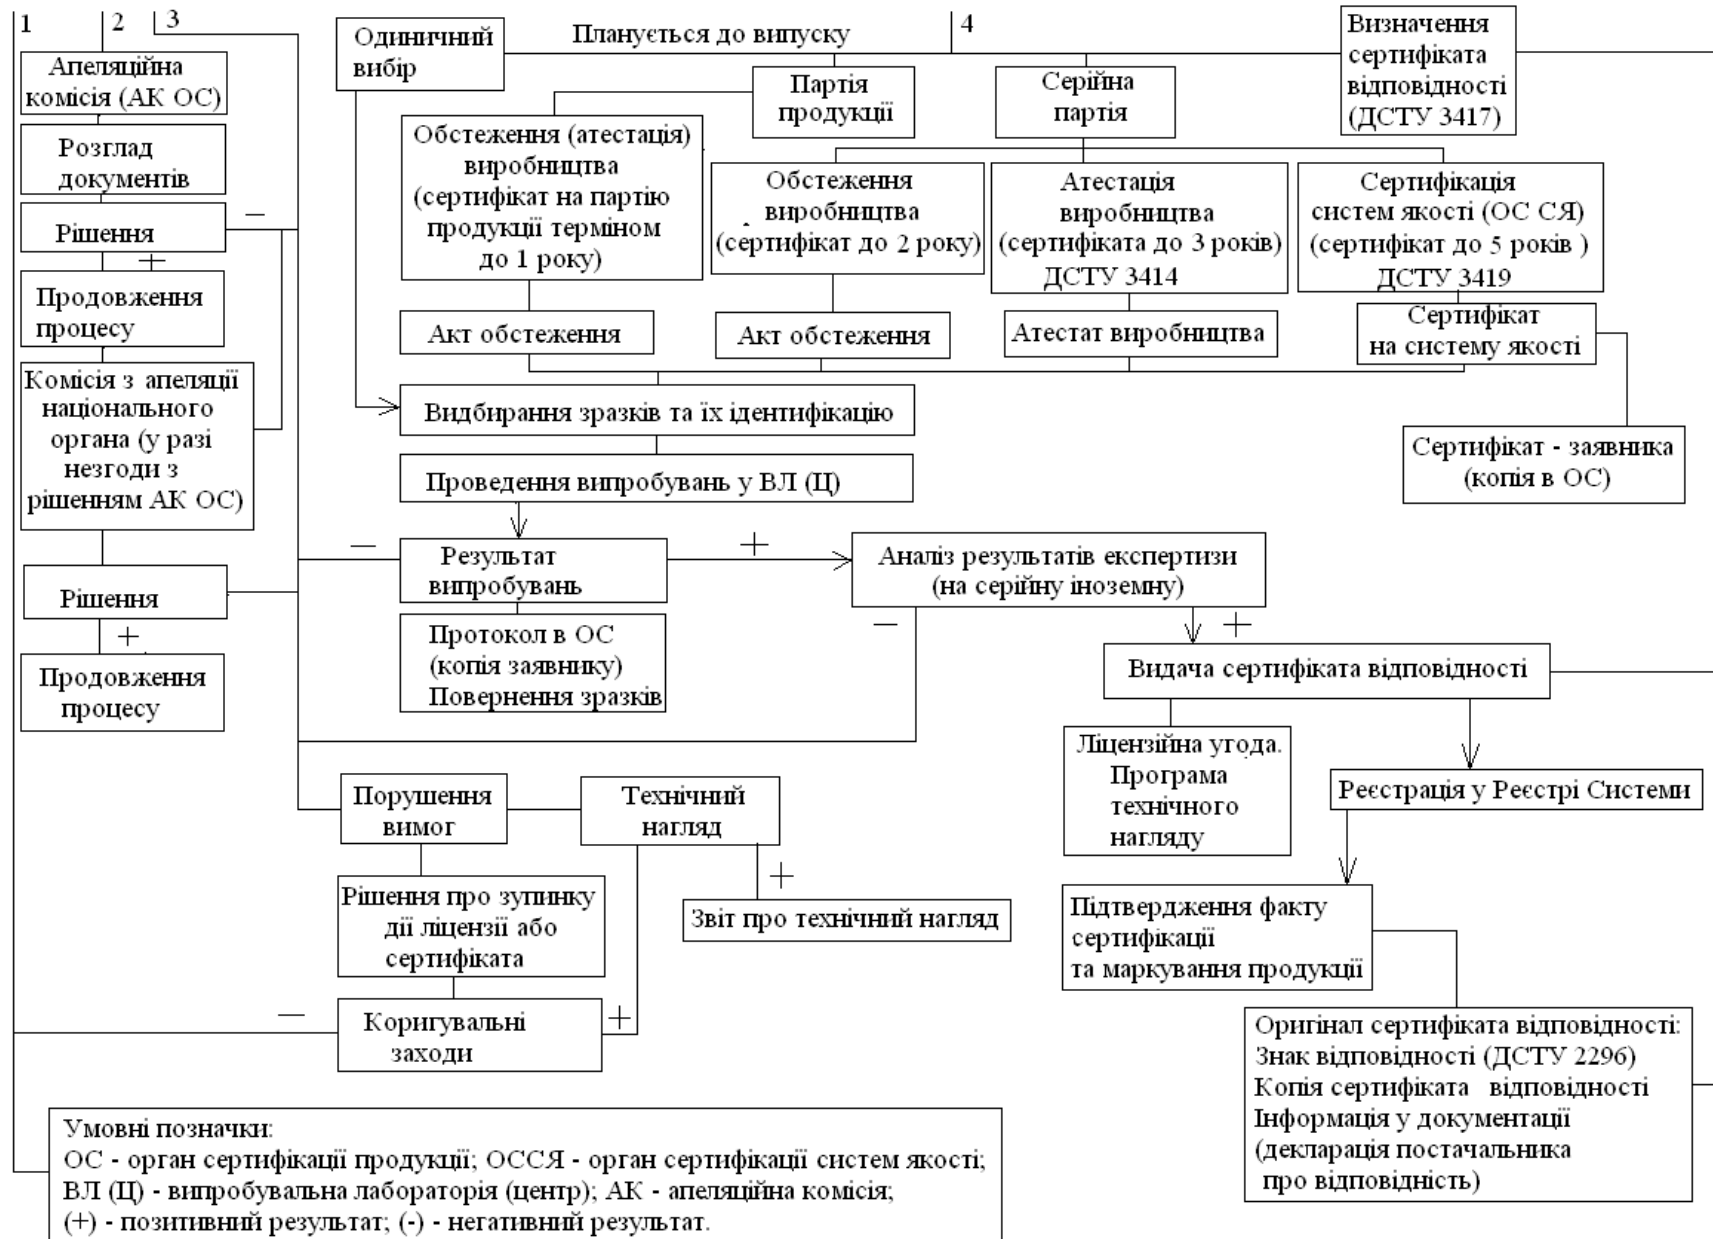 1
2
3
4
Апеляційна
комісія (АК ОС)
Розглад
документів
Рішення
−
+
Продовження
процесу
Комісія з апеляції
національного
органа (у разі
незгоди з
рішенням АК ОС)
Рішення
+
Продовження
процесу
Одиничний
вибір
Планується до випуску
Партія
продукції
Серійна
партія
Визначення
сертифіката
відповідності
(ДСТУ 3417)
Обстеження (атестація)
виробництва
(сертифікат на партію
продукції терміном
до 1 року)
Обстеження
виробництва
(сертифікат до 2 року)
Атестація
виробництва
(сертифіката до 3 років)
ДСТУ 3414
Сертифікація
систем якості (ОС СЯ)
(сертифікат до 5 років )
ДСТУ 3419
Акт обстеження
Акт обстеження
Атестат виробництва
Сертифікат
на систему якості
Видбирання зразків та їх ідентифікацію
Сертифікат - заявника
(копія в ОС)
Проведення випробувань у ВЛ (Ц)
−
Результат
випробувань
+
Аналіз результатів експертизи
(на серійну іноземну)
−
+
Протокол в ОС
(копія заявнику)
Повернення зразків
Видача сертифіката відповідності
Ліцензійна угода.
Програма
технічного
нагляду
Реєстрація у Реєстрі Системи
Порушення
вимог
Технічний
нагляд
+
Рішення про зупинку
дії ліцензії або
сертифіката
Звіт про технічний нагляд
Підтвердження факту
сертифікації
та маркування продукції
−
Коригувальні
заходи
+
Оригінал сертифіката відповідності:
Знак відповідності (ДСТУ 2296)
Копія сертифіката відповідності
Інформація у документації
(декларація постачальника
про відповідність)
Умовні позначки:
ОС - орган сертифікації продукції; ОССЯ - орган сертифікації систем якості;
ВЛ (Ц) - випробувальна лабораторія (центр); АК - апеляційна комісія;
(+) - позитивний результат; (-) - негативний результат.